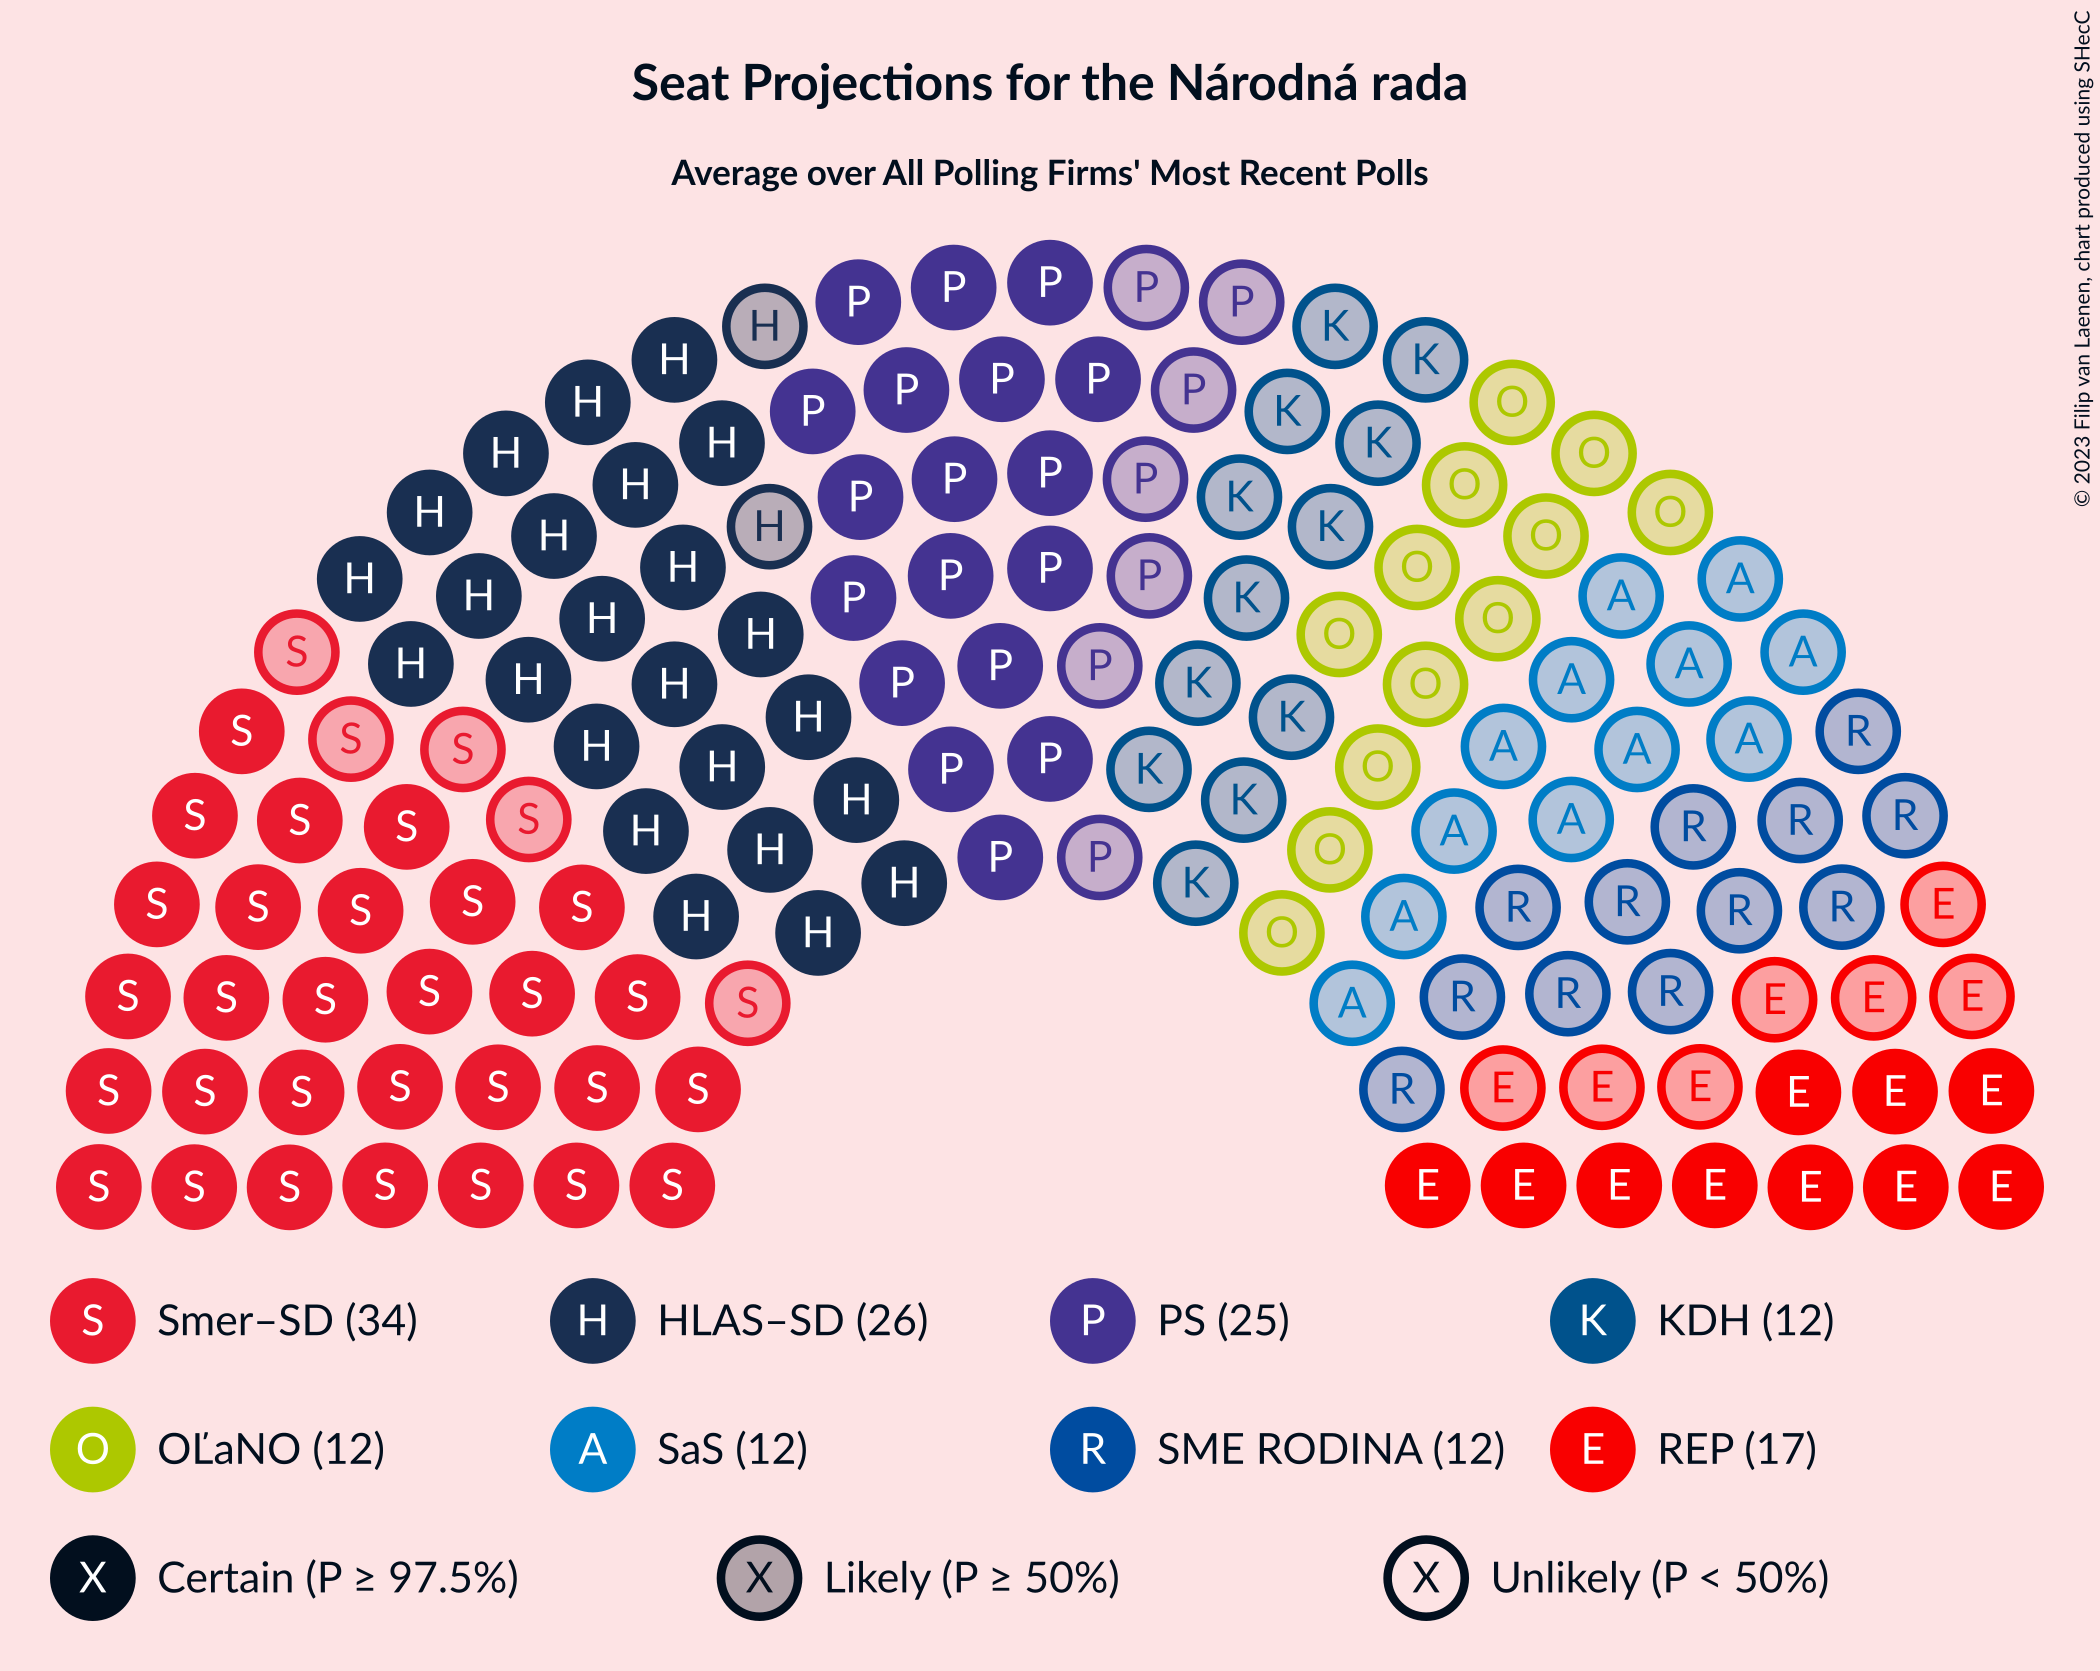 Seat Projections for the Národná rada
Average over All Polling Firms' Most Recent Polls
© 2023 Filip van Laenen, chart produced using SHecC
P P P P P
H H P P P P P K K
H H H P P P P K K O
H H H H P P P P K K O O
H H H H P P P K K O O O
H H H H P P K K O O A A
S H H H H P P K K O O A A A
S S S H H H P K O A A A R
S S S S H H K O A A R R R
S S S S S H H O A R R R R E
S S S S S S S A R R R E E E
S S S S S S S R E E E E E E
S S S S S S S E E E E E E E
S Smer–SD (34) H HLAS–SD (26) P PS (25) K KDH (12)
O OĽaNO (12) A SaS (12) R SME RODINA (12) E REP (17)
X Certain (P ≥ 97.5%) X Likely (P ≥ 50%) X Unlikely (P < 50%)